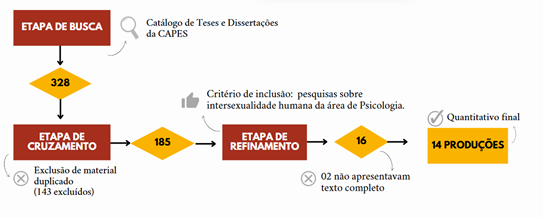 ETAPA DE BUSCA
Catálogo de Teses e Dissertações
da CAPES
328
Critério de inclusão: pesquisas sobre
intersexualidade humana da área de Psicologia.
Quantitativo final
ETAPA DE
CRUZAMENTO
185
ETAPA DE
REFINAMENTO
16
14 PRODUÇÕES
Exclusão de material
duplicado
(143 excluídos)
02 não apresentavam
texto completo